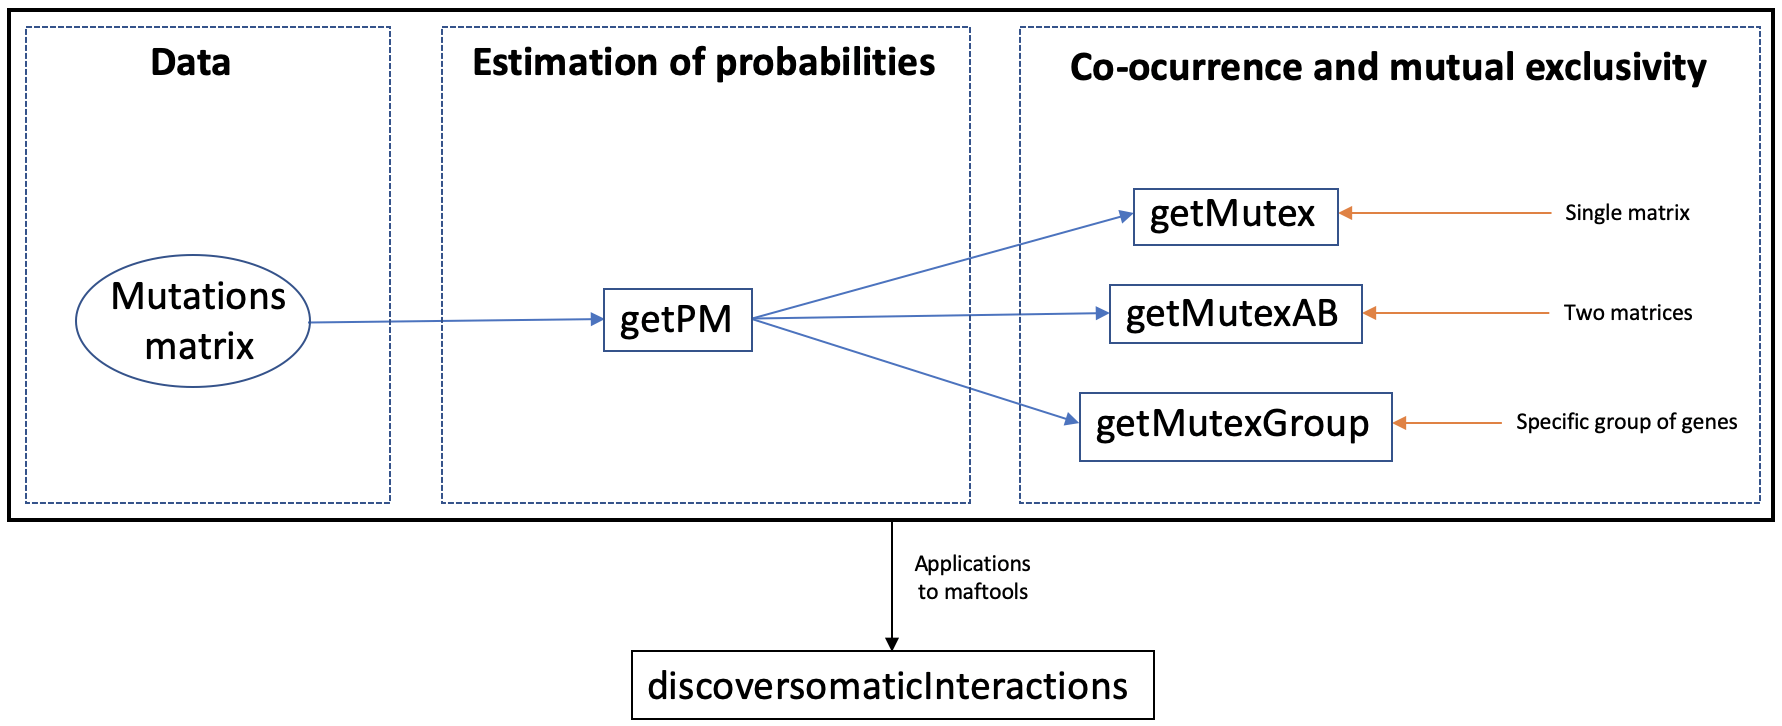 Data
Estimation of probabilities
Co-ocurrence and mutual exclusivity
Mutations
matrix
getPM
getMutex
Single matrix
getMutexAB
Two matrices
getMutexGroup
Specific group of genes
Applications
to maftools
discoversomaticInteractions